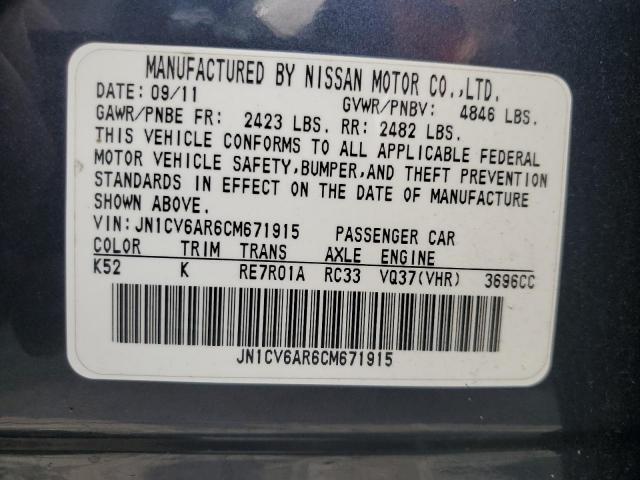 MANUFACTURED BY NISSAN MOTOR CO.,LTD.
DATE: 09/11 GVWR/PNBV: 4846 LBS.
GAWR/PNBE FR: 2423 LBS. RR: 2482 LBS.
THIS VEHICLE CONFORMS TO ALL APPLICABLE FEDERAL
MOTOR VEHICLE SAFETY,BUMPER,AND THEFT PREVENTION
STANDARDS IN EFFECT ON THE DATE OF MANUFACTURE
SHOWN ABOVE.
VIN:JN1CV6AR6CM671915 PASSENGER CAR
COLOR TRIM TRANS AXLE ENGINE
K52 K RE7R01A RC33 VQ37(VHR) 3696CC
JN1CV6AR6CM671915